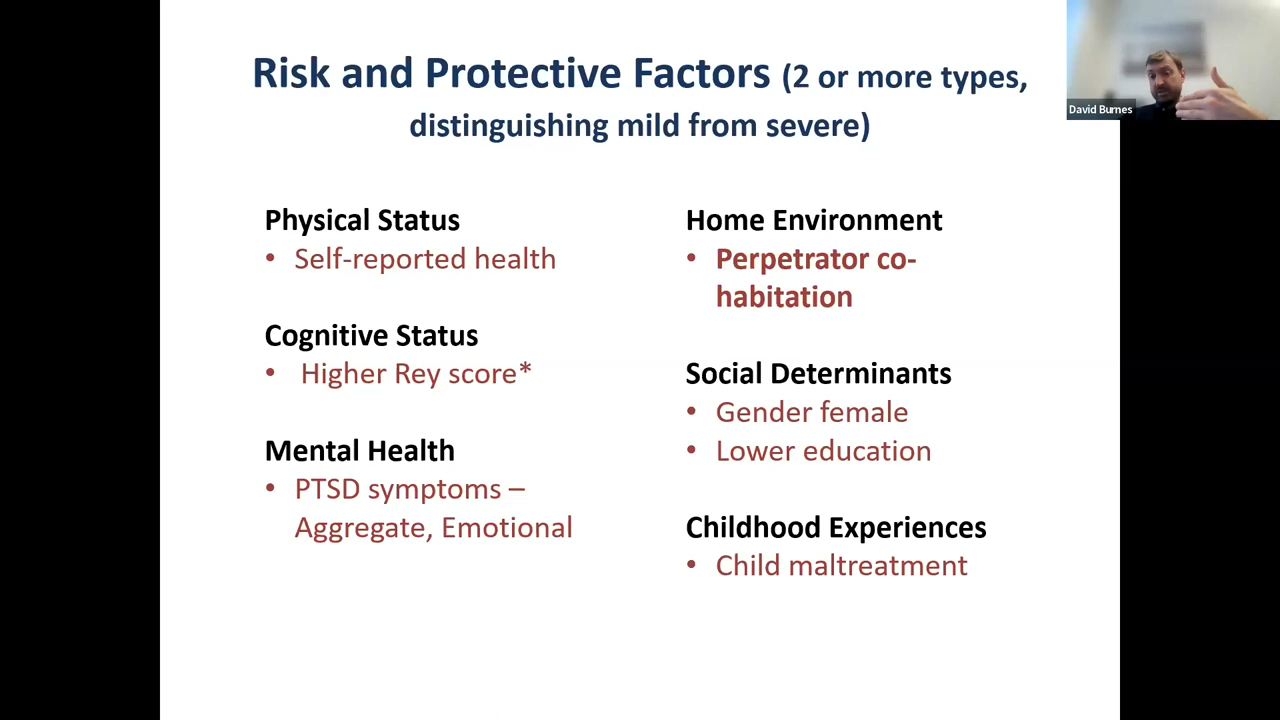 Risk and Protective Factors (2 or more types,
distinguishing mild from severe)
Physical Status
• Self-reported health
Cognitive Status
• Higher Rey score*
Mental Health
• PTSD symptoms –
Aggregate, Emotional
Home Environment
• Perpetrator co-
habitation
Social Determinants
• Gender female
• Lower education
Childhood Experiences
• Child maltreatment
David Burnes